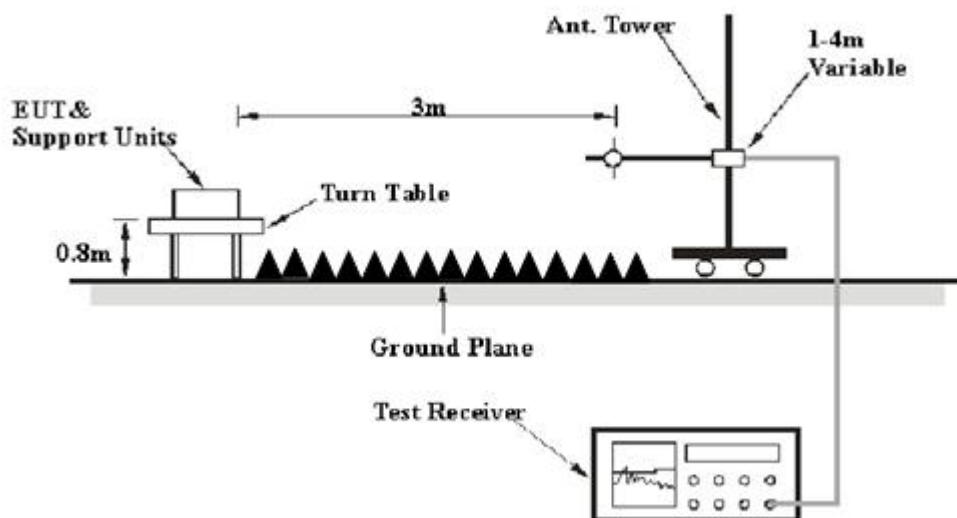 Ant. Tower
1-4m
Variable
3m
EUT&
Support Units
Turn Table
0.8m
Ground Plane
Test Receiver